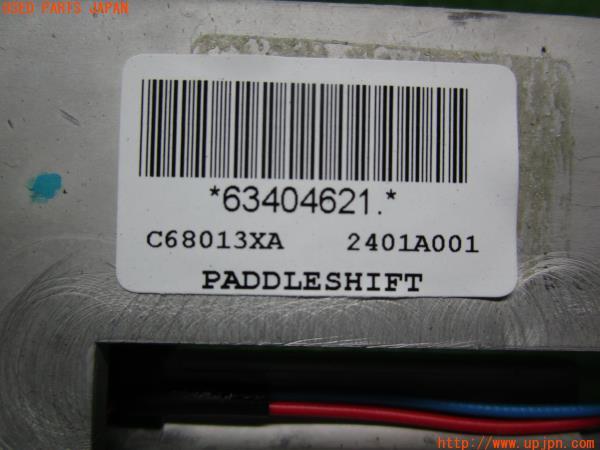 USED PARTS JAPAN
*63404621.*
C68013XA 2401A001
PADDLESHIFT
http://www.upjpn.com